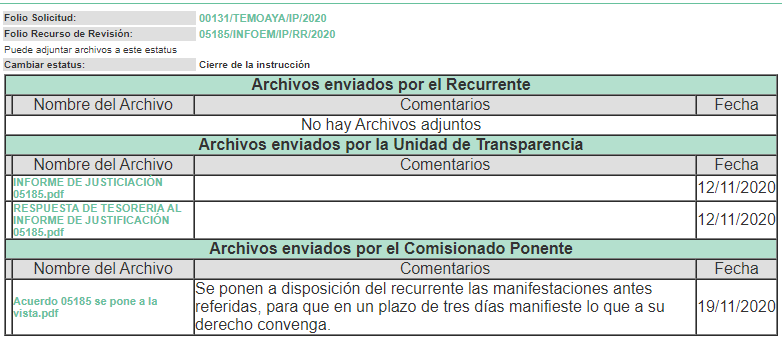 Folio Solicitud: 00131/TEMOAYA/IP/2020
Folio Recurso de Revisión: 05185/INFOEM/IP/RR/2020
Puede adjuntar archivos a este estatus
Cambiar estatus: Cierre de la instrucción
Archivos enviados por el Recurrente
Nombre del Archivo Comentarios Fecha
No hay Archivos adjuntos
Archivos enviados por la Unidad de Transparencia
Nombre del Archivo Comentarios Fecha
INFORME DE JUSTICIACIÓN
05185.pdf 12/11/2020
RESPUESTA DE TESORERIA AL
INFORME DE JUSTIFICACIÓN
05185.pdf 12/11/2020
Archivos enviados por el Comisionado Ponente
Nombre del Archivo Comentarios Fecha
Acuerdo 05185 se pone a la
vista.pdf
Se ponen a disposición del recurrente las manifestaciones antes
referidas, para que en un plazo de tres días manifieste lo que a su
derecho convenga.
19/11/2020